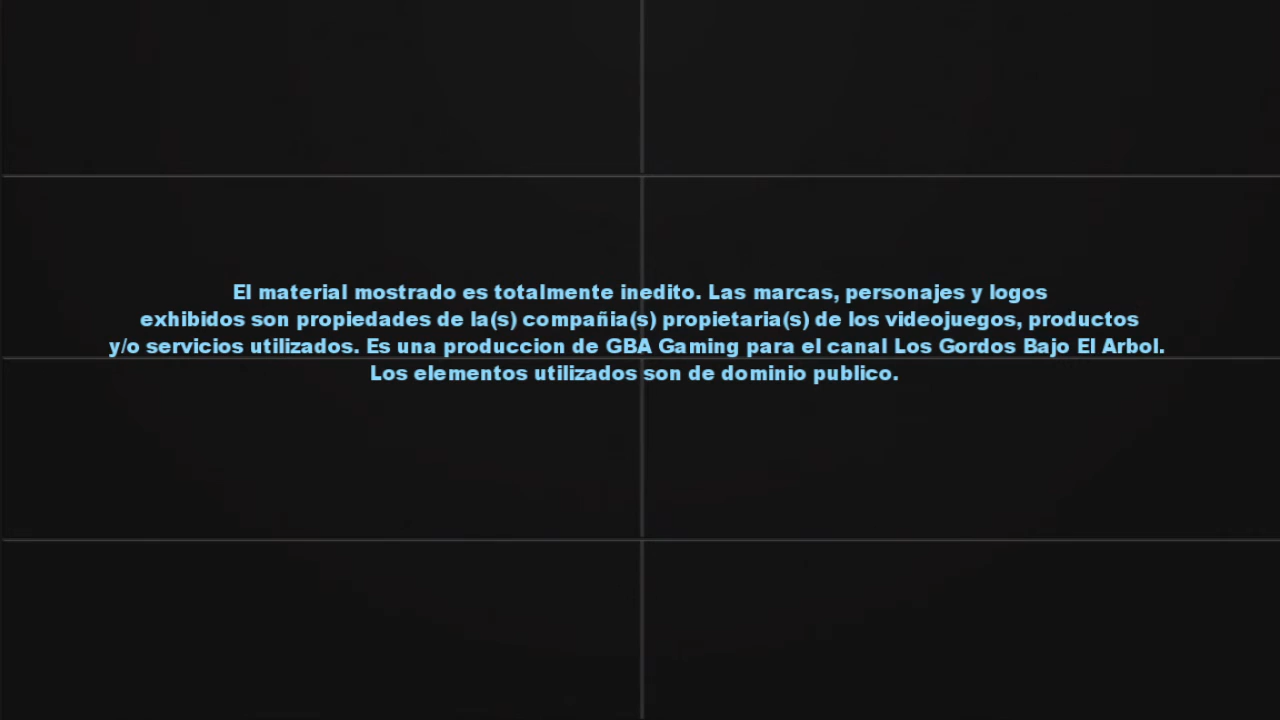 El material mostrado es totalmente inedito. Las marcas, personajes y logos
exhibidos son propiedades de la(s) compañia(s) propietaria(s) de los videojuegos, productos
y/o servicios utilizados. Es una produccion de GBA Gaming para el canal Los Gordos Bajo El Arbol.
Los elementos utilizados son de dominio publico.